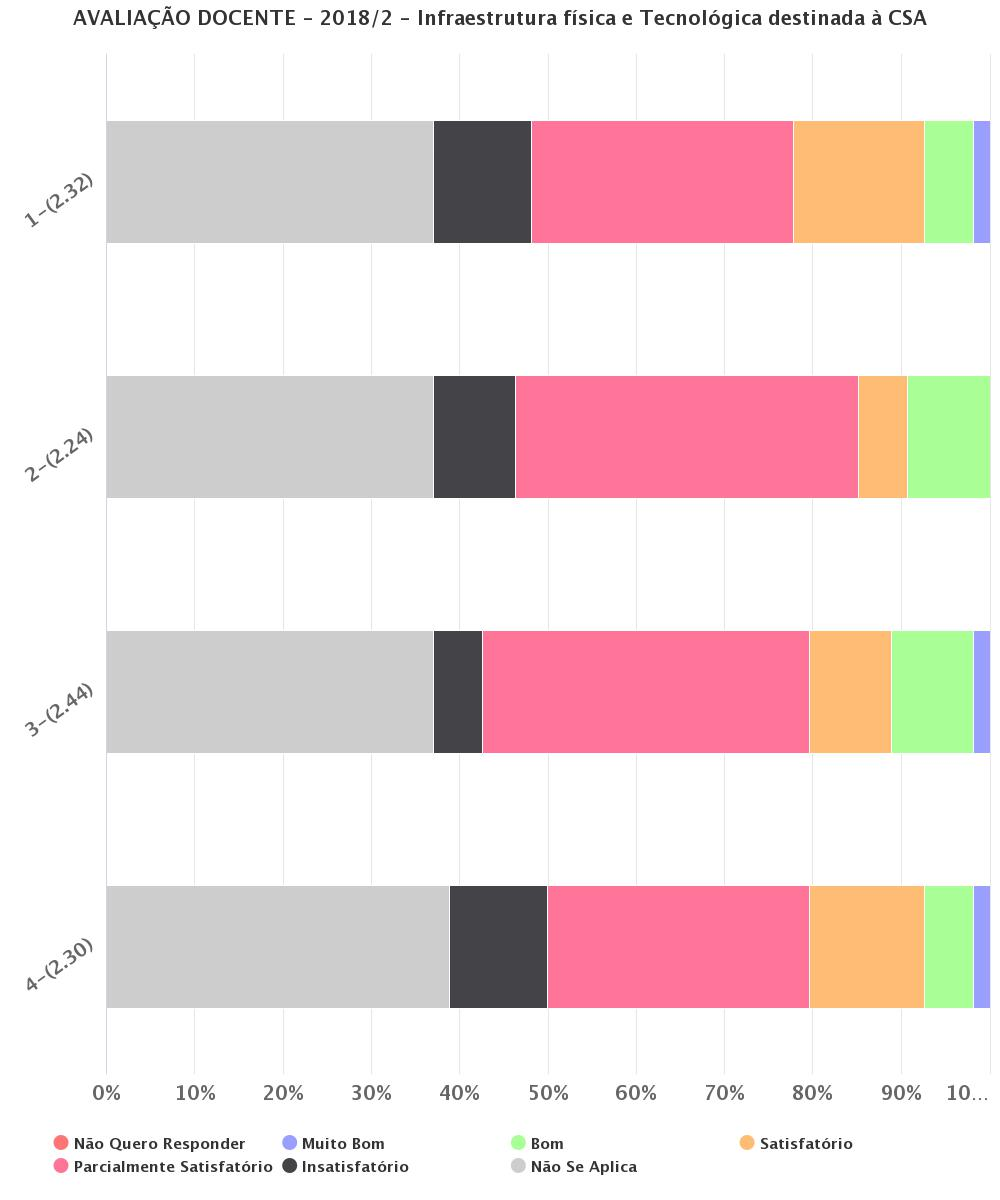 AVALIAÇÃO DOCENTE - 2018/2 - Infraestrutura física e Tecnológica destinada à CSA
1-(2.32)
2-(2.24)
3-(2.44)
4-(2.30)
0% 10% 20% 30% 40% 50% 60% 70% 80% 90% 10...
Não Quero Responder Muito Bom Bom Satisfatório
Parcialmente Satisfatório Insatisfatório Não Se Aplica